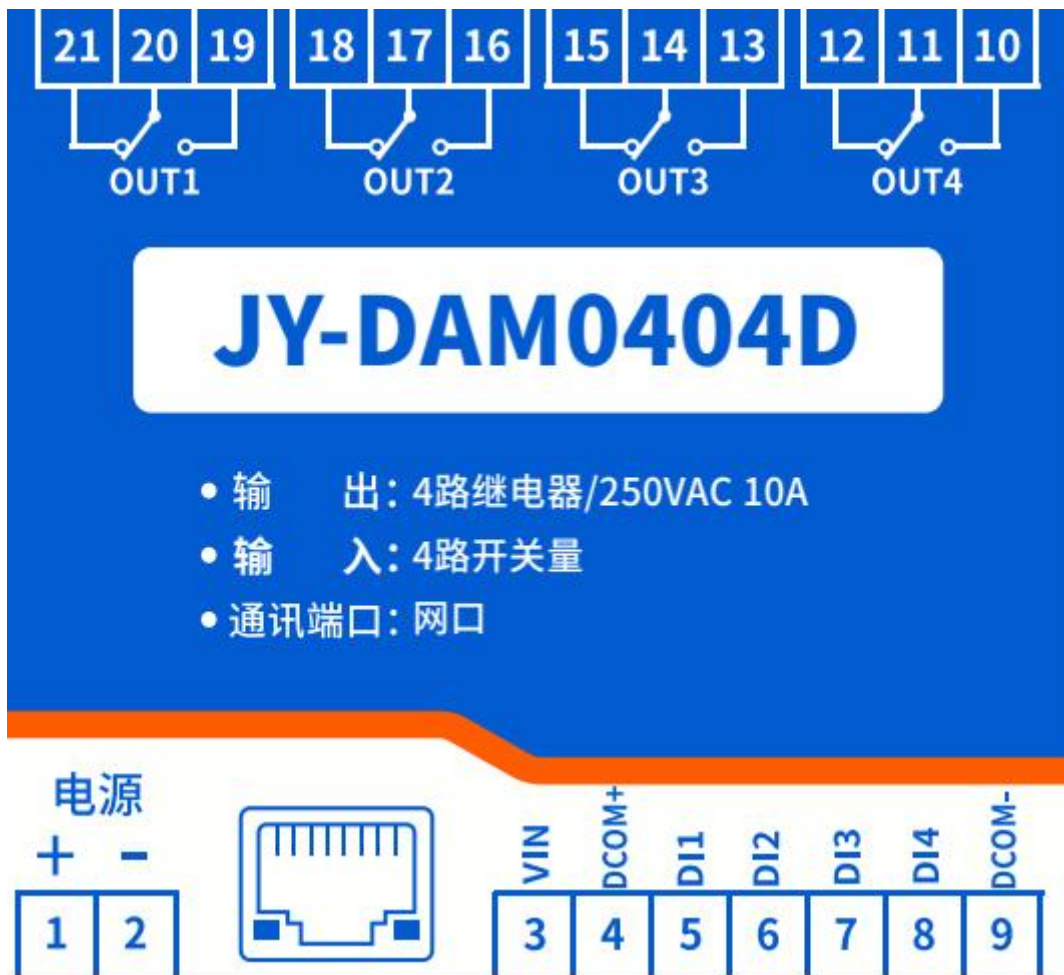 21 20 19 18 17 16 15 14 13 12 11 10
OUT1 OUT2 OUT3 OUT4
JY-DAM0404D
• 输 出：4路继电器/250VAC 10A
• 输 入：4路开关量
• 通讯端口：网口
电源
+ -
VIN DCOM+ DI1 DI2 DI3 DI4 DCOM-
1 2 3 4 5 6 7 8 9